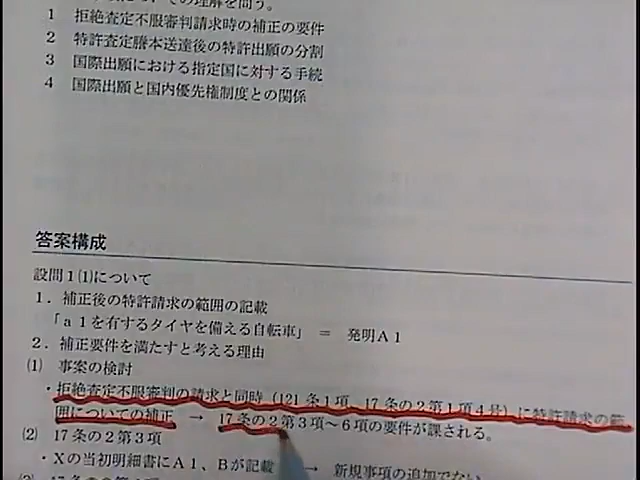 の理解を問う。
1 拒絶査定不服審判請求時の補正の要件
2 特許査定謄本送達後の特許出願の分割
3 国際出願における指定国に対する手続
4 国際出願と国内優先権制度との関係
答案構成
設問1(1)について
1．補正後の特許請求の範囲の記載
「a1を有するタイヤを備える自転車」 ＝ 発明A1
2．補正要件を満たすと考える理由
(1) 事案の検討
・拒絶査定不服審判の請求と同時（121条1項、17条の2第1項4号）に特許請求の範
囲についての補正 → 17条の2第3項～6項の要件が課される。
(2) 17条の2第3項
・Xの当初明細書にA1、Bが記載 → 新規事項の追加でない